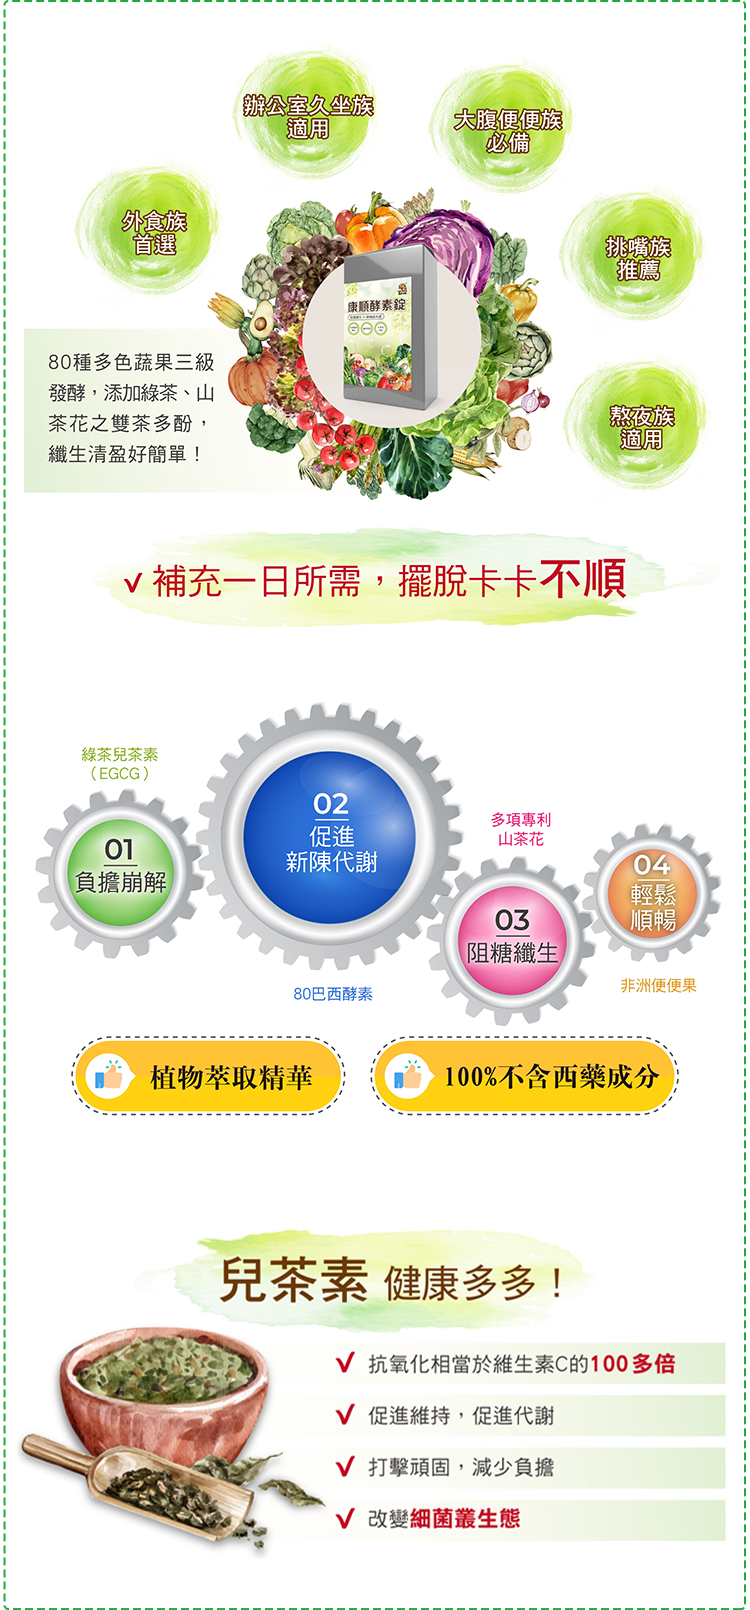 辦公室久坐族
適用
大腹便便族
必備
外食族
首選
挑嘴族
推薦
熬夜族
適用
康順酵素錠
80種多色蔬果三級
發酵，添加綠茶、山
茶花之雙茶多酚，
纖生清盈好簡單！
√ 補充一日所需，擺脫卡卡不順
綠茶兒茶素
（EGCG）
01
負擔崩解
02
促進
新陳代謝
80巴西酵素
多項專利
山茶花
03
阻糖纖生
04
輕鬆
順暢
非洲便便果
植物萃取精華
100%不含西藥成分
兒茶素 健康多多！
√ 抗氧化相當於維生素C的100多倍
√ 促進維持，促進代謝
√ 打擊頑固，減少負擔
√ 改變細菌叢生態